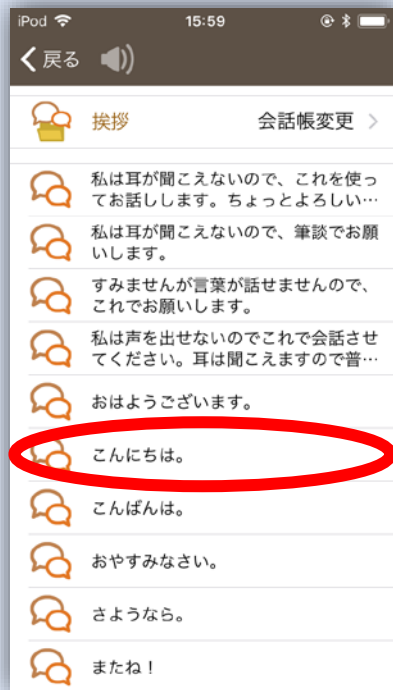 iPod 15:59
戻る
挨拶 会話帳変更
私は耳が聞こえないので、これを使っ
てお話しします。ちょっとよろしい…
私は耳が聞こえないので、筆談でお願
いします。
すみませんが言葉が話せませんので、
これでお願いします。
私は声を出せないのでこれで会話させ
てください。耳は聞こえますので普…
おはようございます。
こんにちは。
こんばんは。
おやすみなさい。
さようなら。
またね！